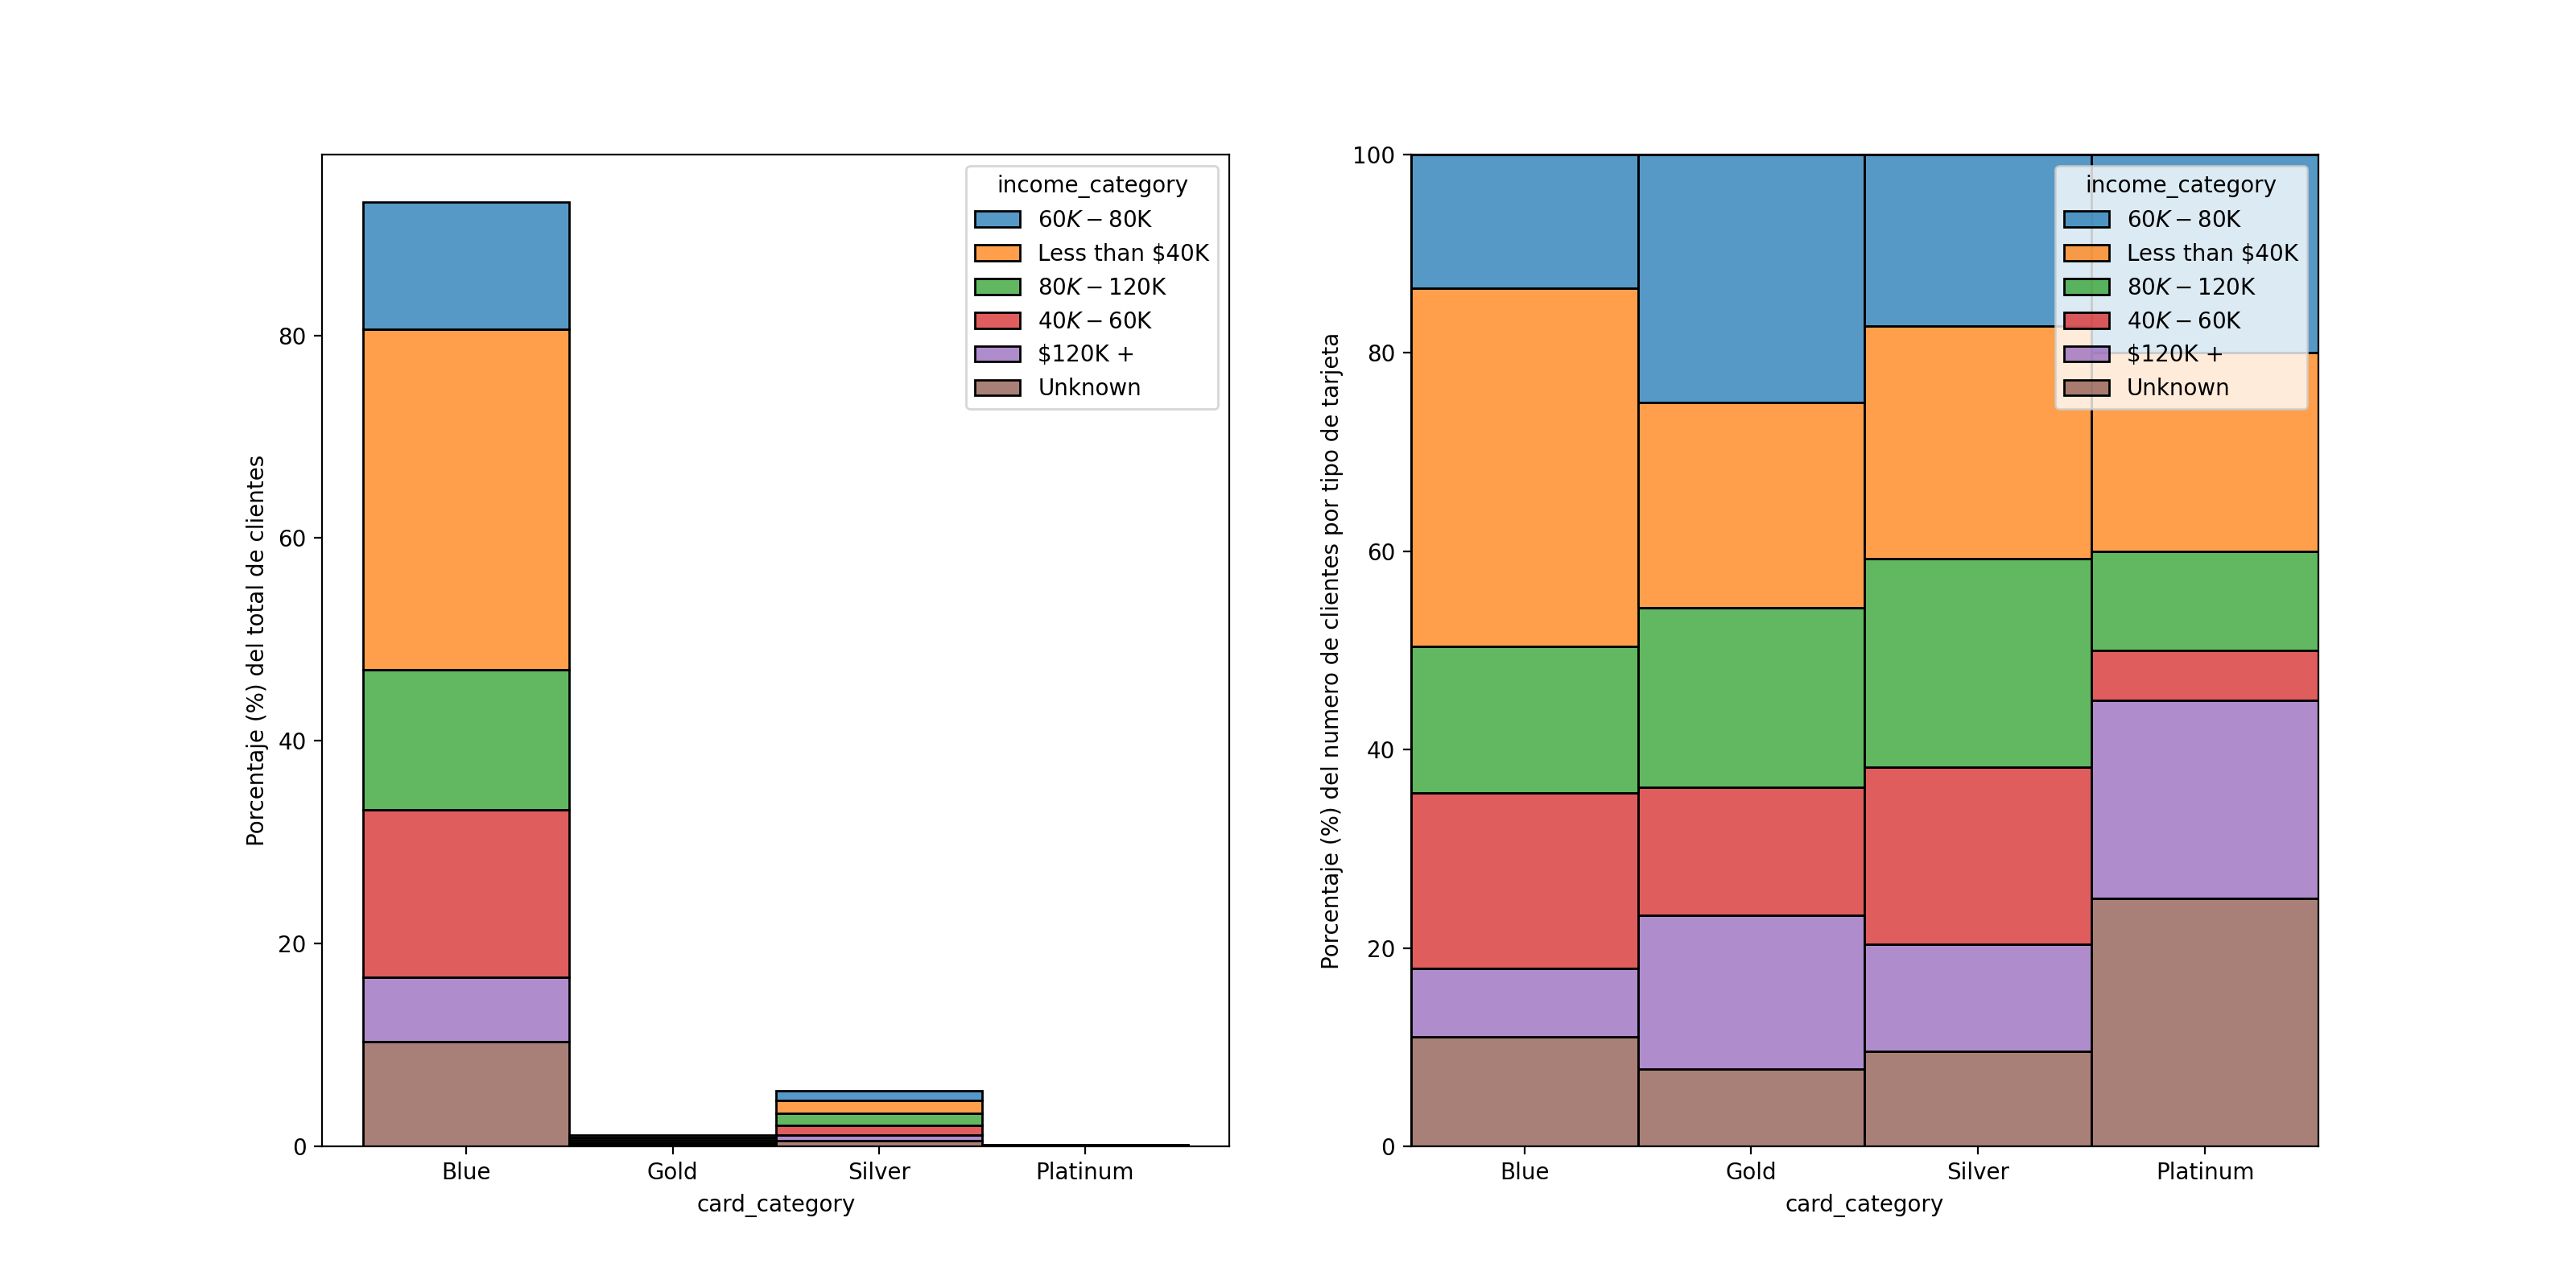 Porcentaje (%) del total de clientes
80
60
40
20
0
income_category
60K − 80K
Less than $40K
80K − 120K
40K − 60K
$120K +
Unknown
Blue Gold Silver Platinum
card_category
Porcentaje (%) del numero de clientes por tipo de tarjeta
100
80
60
40
20
0
income_category
60K − 80K
Less than $40K
80K − 120K
40K − 60K
$120K +
Unknown
Blue Gold Silver Platinum
card_category